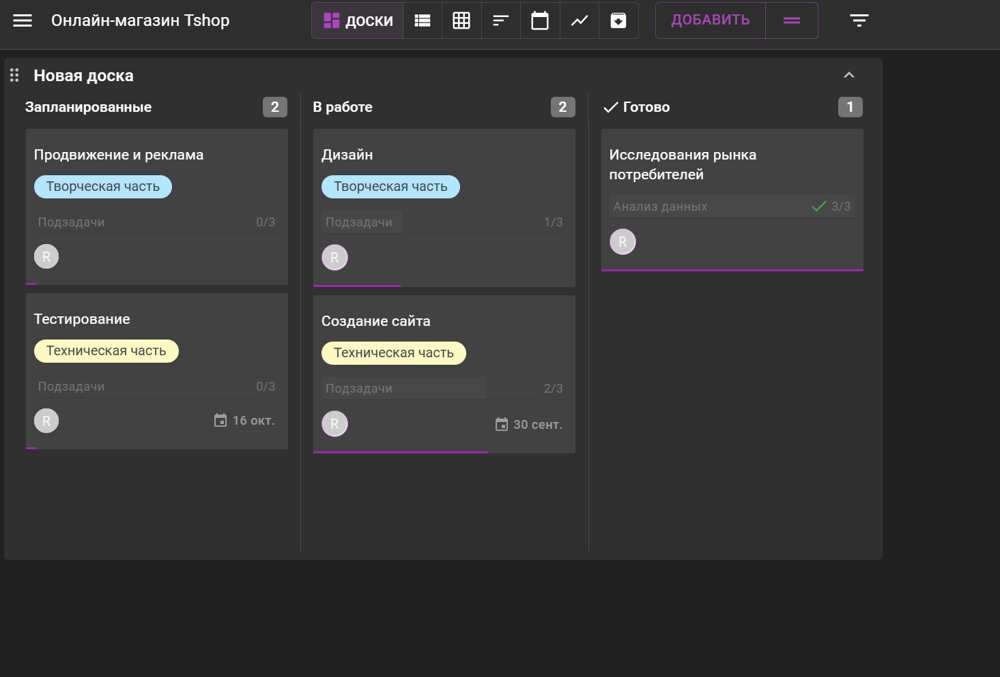 Онлайн-магазин Tshop
ДОСКИ
ДОБАВИТЬ
Новая доска
Запланированные 2
Продвижение и реклама
Творческая часть
Подзадачи 0/3
R
Тестирование
Техническая часть
Подзадачи 0/3
R 16 окт.
В работе 2
Дизайн
Творческая часть
Подзадачи 1/3
R
Создание сайта
Техническая часть
Подзадачи 2/3
R 30 сент.
Готово 1
Исследования рынка
потребителей
Анализ данных 3/3
R